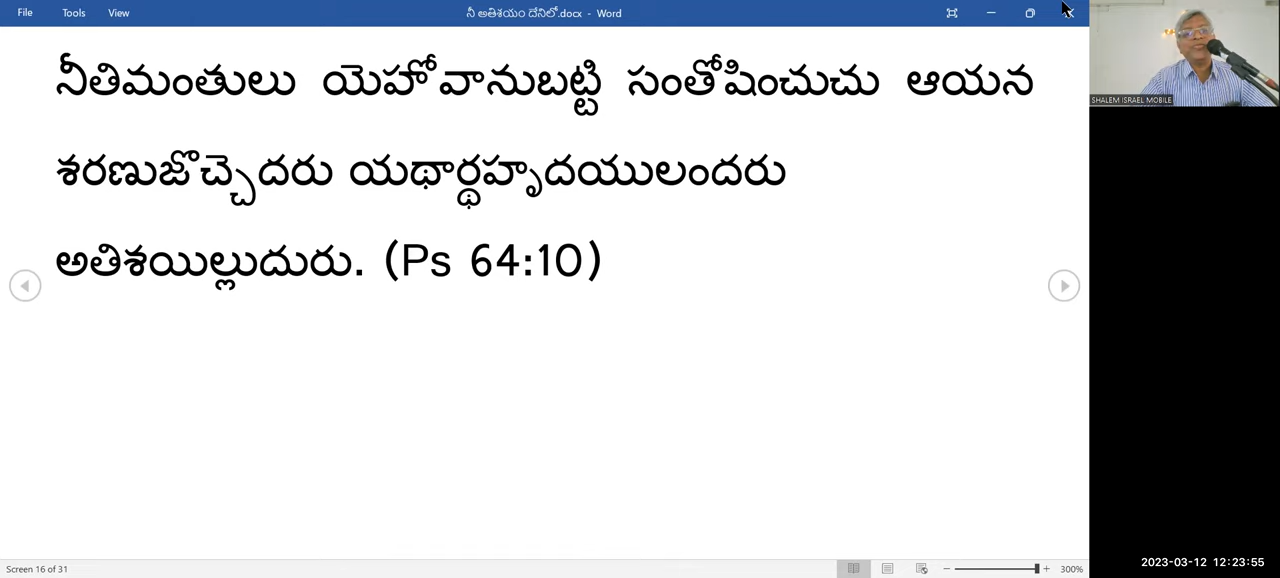 File Tools View నీ అతిశయం దేనిలో.docx - Word
నీతిమంతులు యెహోవానుబట్టి సంతోషించుచు ఆయన
శరణుజొచ్చెదరు యథార్థహృదయులందరు
అతిశయిల్లుదురు. (Ps 64:10)
SHALEM ISRAEL MOBILE
2023-03-12 12:23:55
Screen 16 of 31
300%